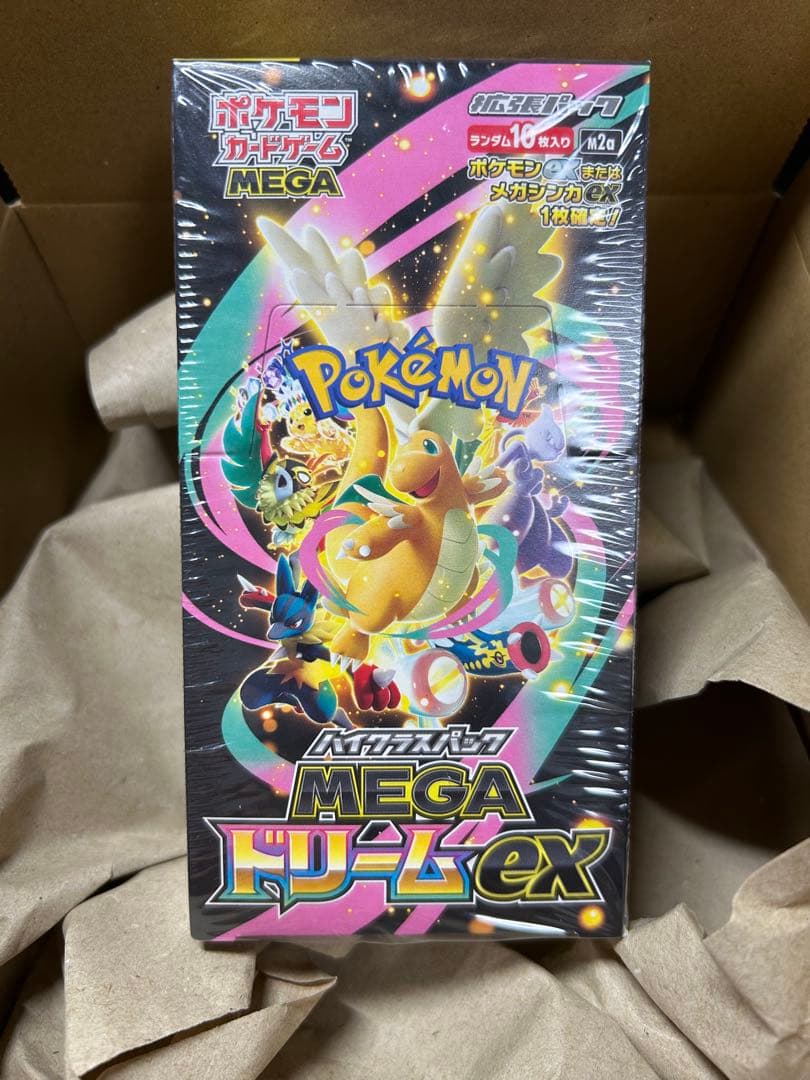 ポケモン
カードゲーム
MEGA
拡張パック
ランダム10枚入り
M2a
ポケモンexまたは
メガシンカex
1枚確定!
POKéMON
TM
ハイクラスパック
MEGA
ドリームex